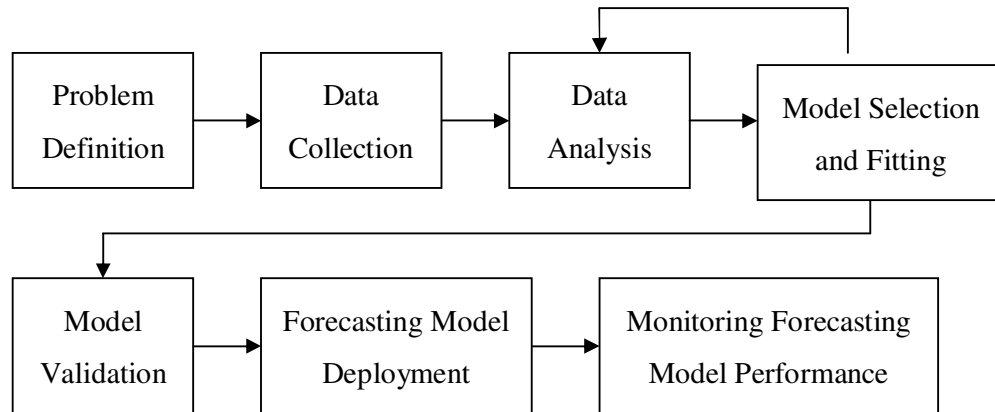 Problem
Definition
Data
Collection
Data
Analysis
Model Selection
and Fitting
Model
Validation
Forecasting Model
Deployment
Monitoring Forecasting
Model Performance